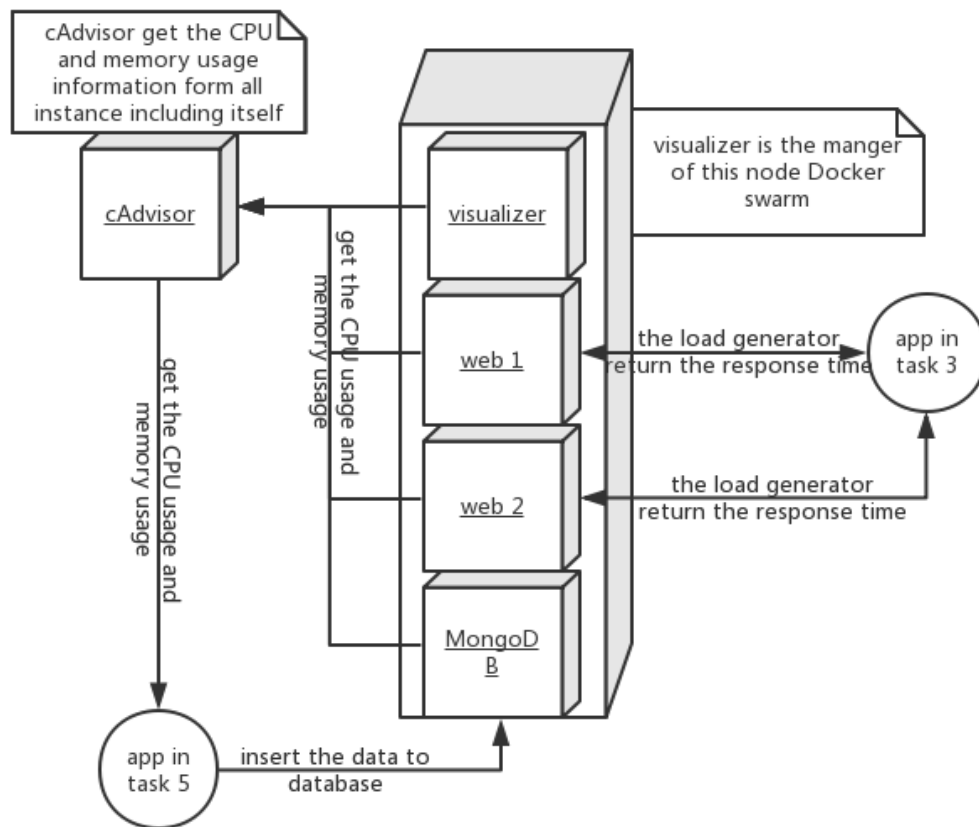 cAdvisor get the CPU
and memory usage
information form all
instance including itself
cAdvisor
visualizer
visualizer is the manger
of this node Docker
swarm
get the CPU usage and
memory usage
web 1
the load generator
return the response time
app in
task 3
get the CPU usage and
memory usage
web 2
the load generator
return the response time
MongoD
B
app in
task 5
insert the data to
database